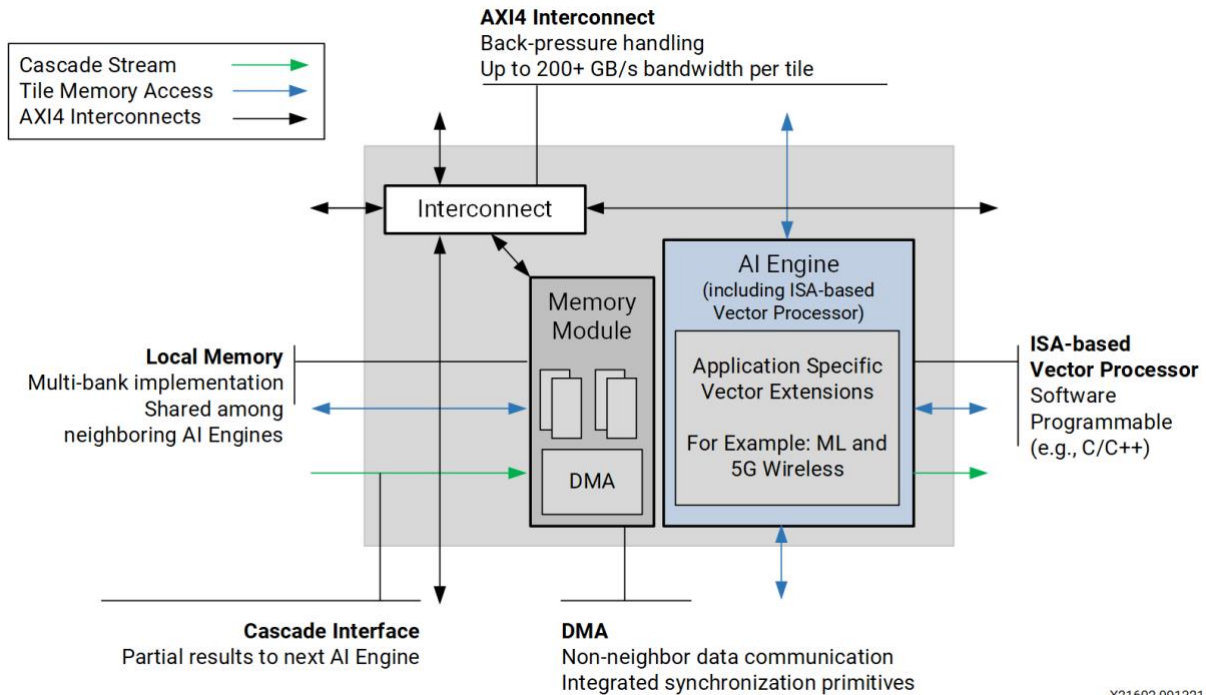 AXI4 Interconnect
Back-pressure handling
Up to 200+ GB/s bandwidth per tile
Cascade Stream
Tile Memory Access
AXI4 Interconnects
Interconnect
AI Engine
(including ISA-based
Vector Processor)
Memory
Module
Application Specific
Vector Extensions
For Example: ML and
5G Wireless
DMA
Local Memory
Multi-bank implementation
Shared among
neighboring AI Engines
ISA-based
Vector Processor
Software
Programmable
(e.g., C/C++)
Cascade Interface
Partial results to next AI Engine
DMA
Non-neighbor data communication
Integrated synchronization primitives